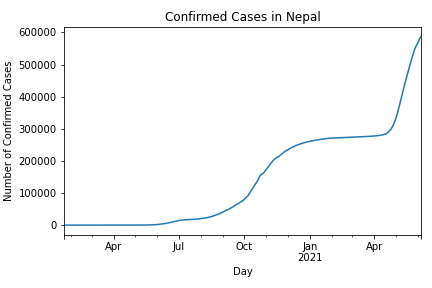 Confirmed Cases in Nepal
600000
500000
400000
300000
200000
100000
0
Number of Confirmed Cases
Apr Jul Oct Jan Apr
2021
Day